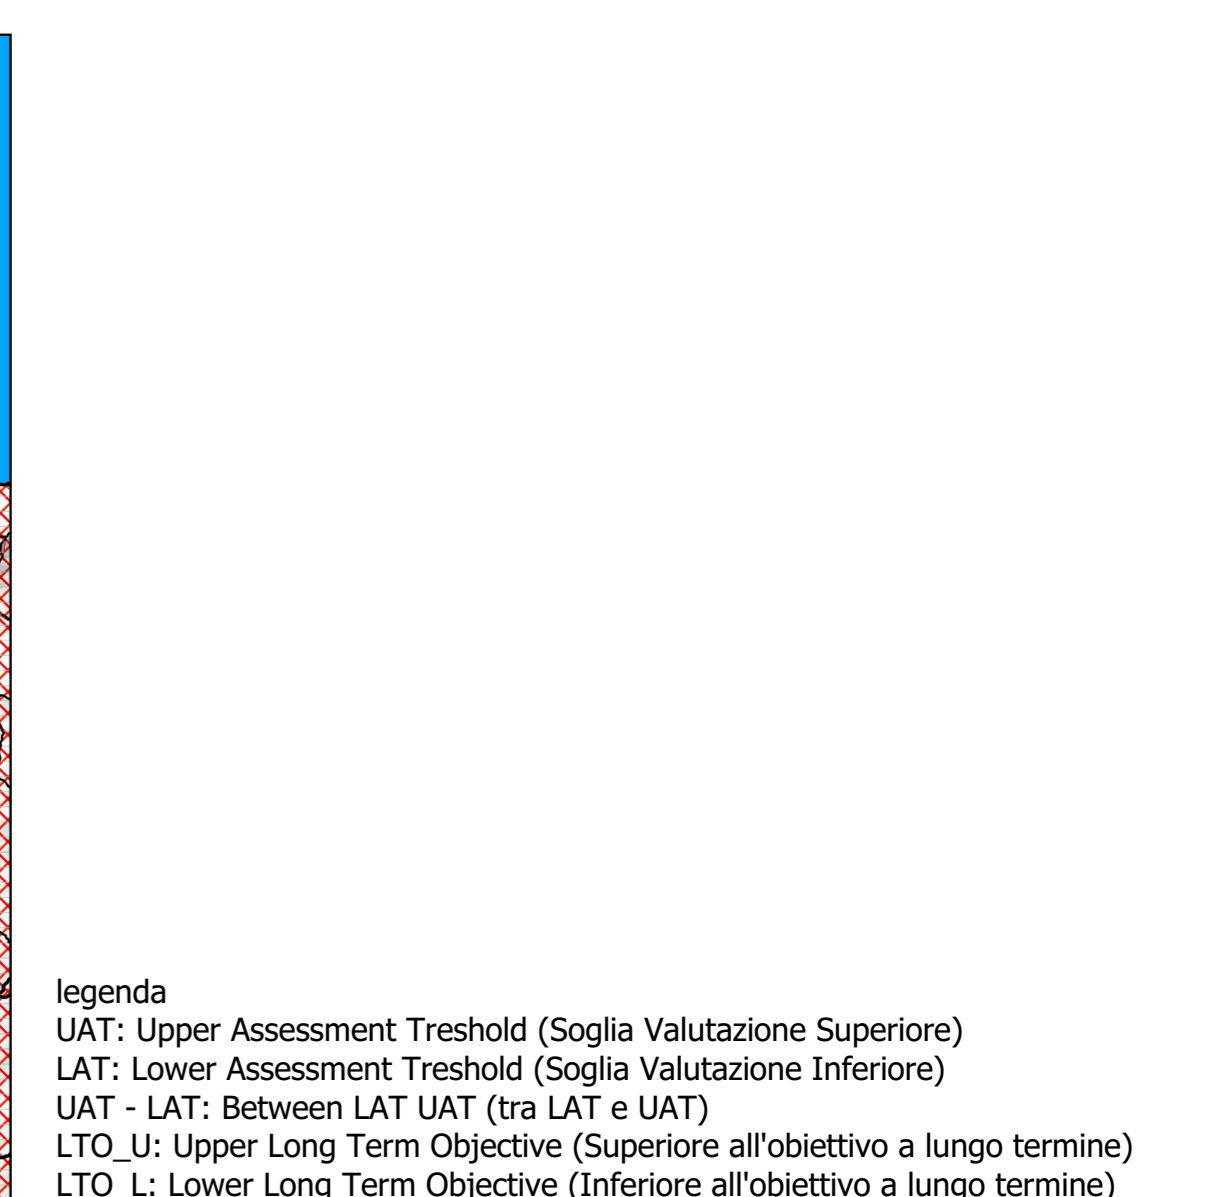 legenda
UAT: Upper Assessment Treshold (Soglia Valutazione Superiore)
LAT: Lower Assessment Treshold (Soglia Valutazione Inferiore)
UAT - LAT: Between LAT UAT (tra LAT e UAT)
LTO_U: Upper Long Term Objective (Superiore all'obiettivo a lungo termine)
LTO_L: Lower Long Term Objective (Inferiore all'obiettivo a lungo termine)